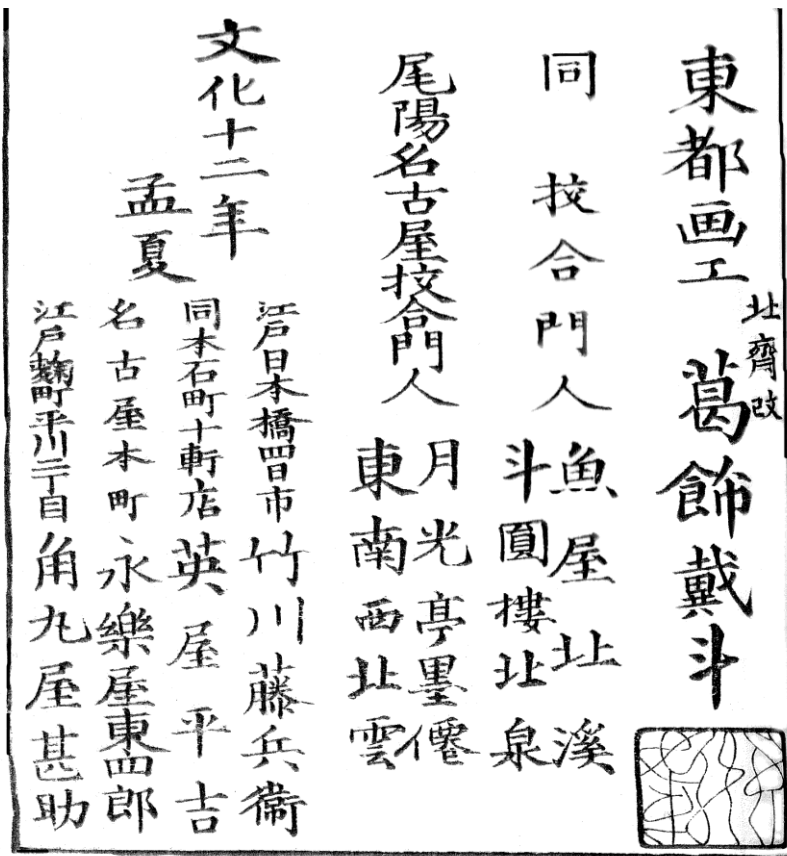 東都画工 北齋改 葛飾戴斗
同 挍合門人 魚屋北溪
斗圓樓北泉
尾陽名古屋挍合門人 月光亭墨僊
東南西北雲
文化十二年
孟夏
江戸日本橋四日市 竹川藤兵衞
同本石町十軒店 英屋平吉
名古屋本町 永樂屋東四郎
江戸麹町平川二丁目 角丸屋甚助